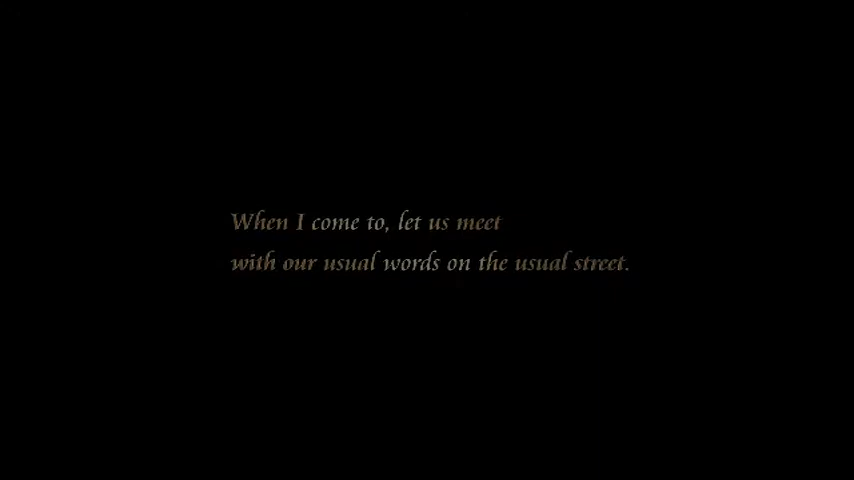 When I come to, let us meet
with our usual words on the usual street.